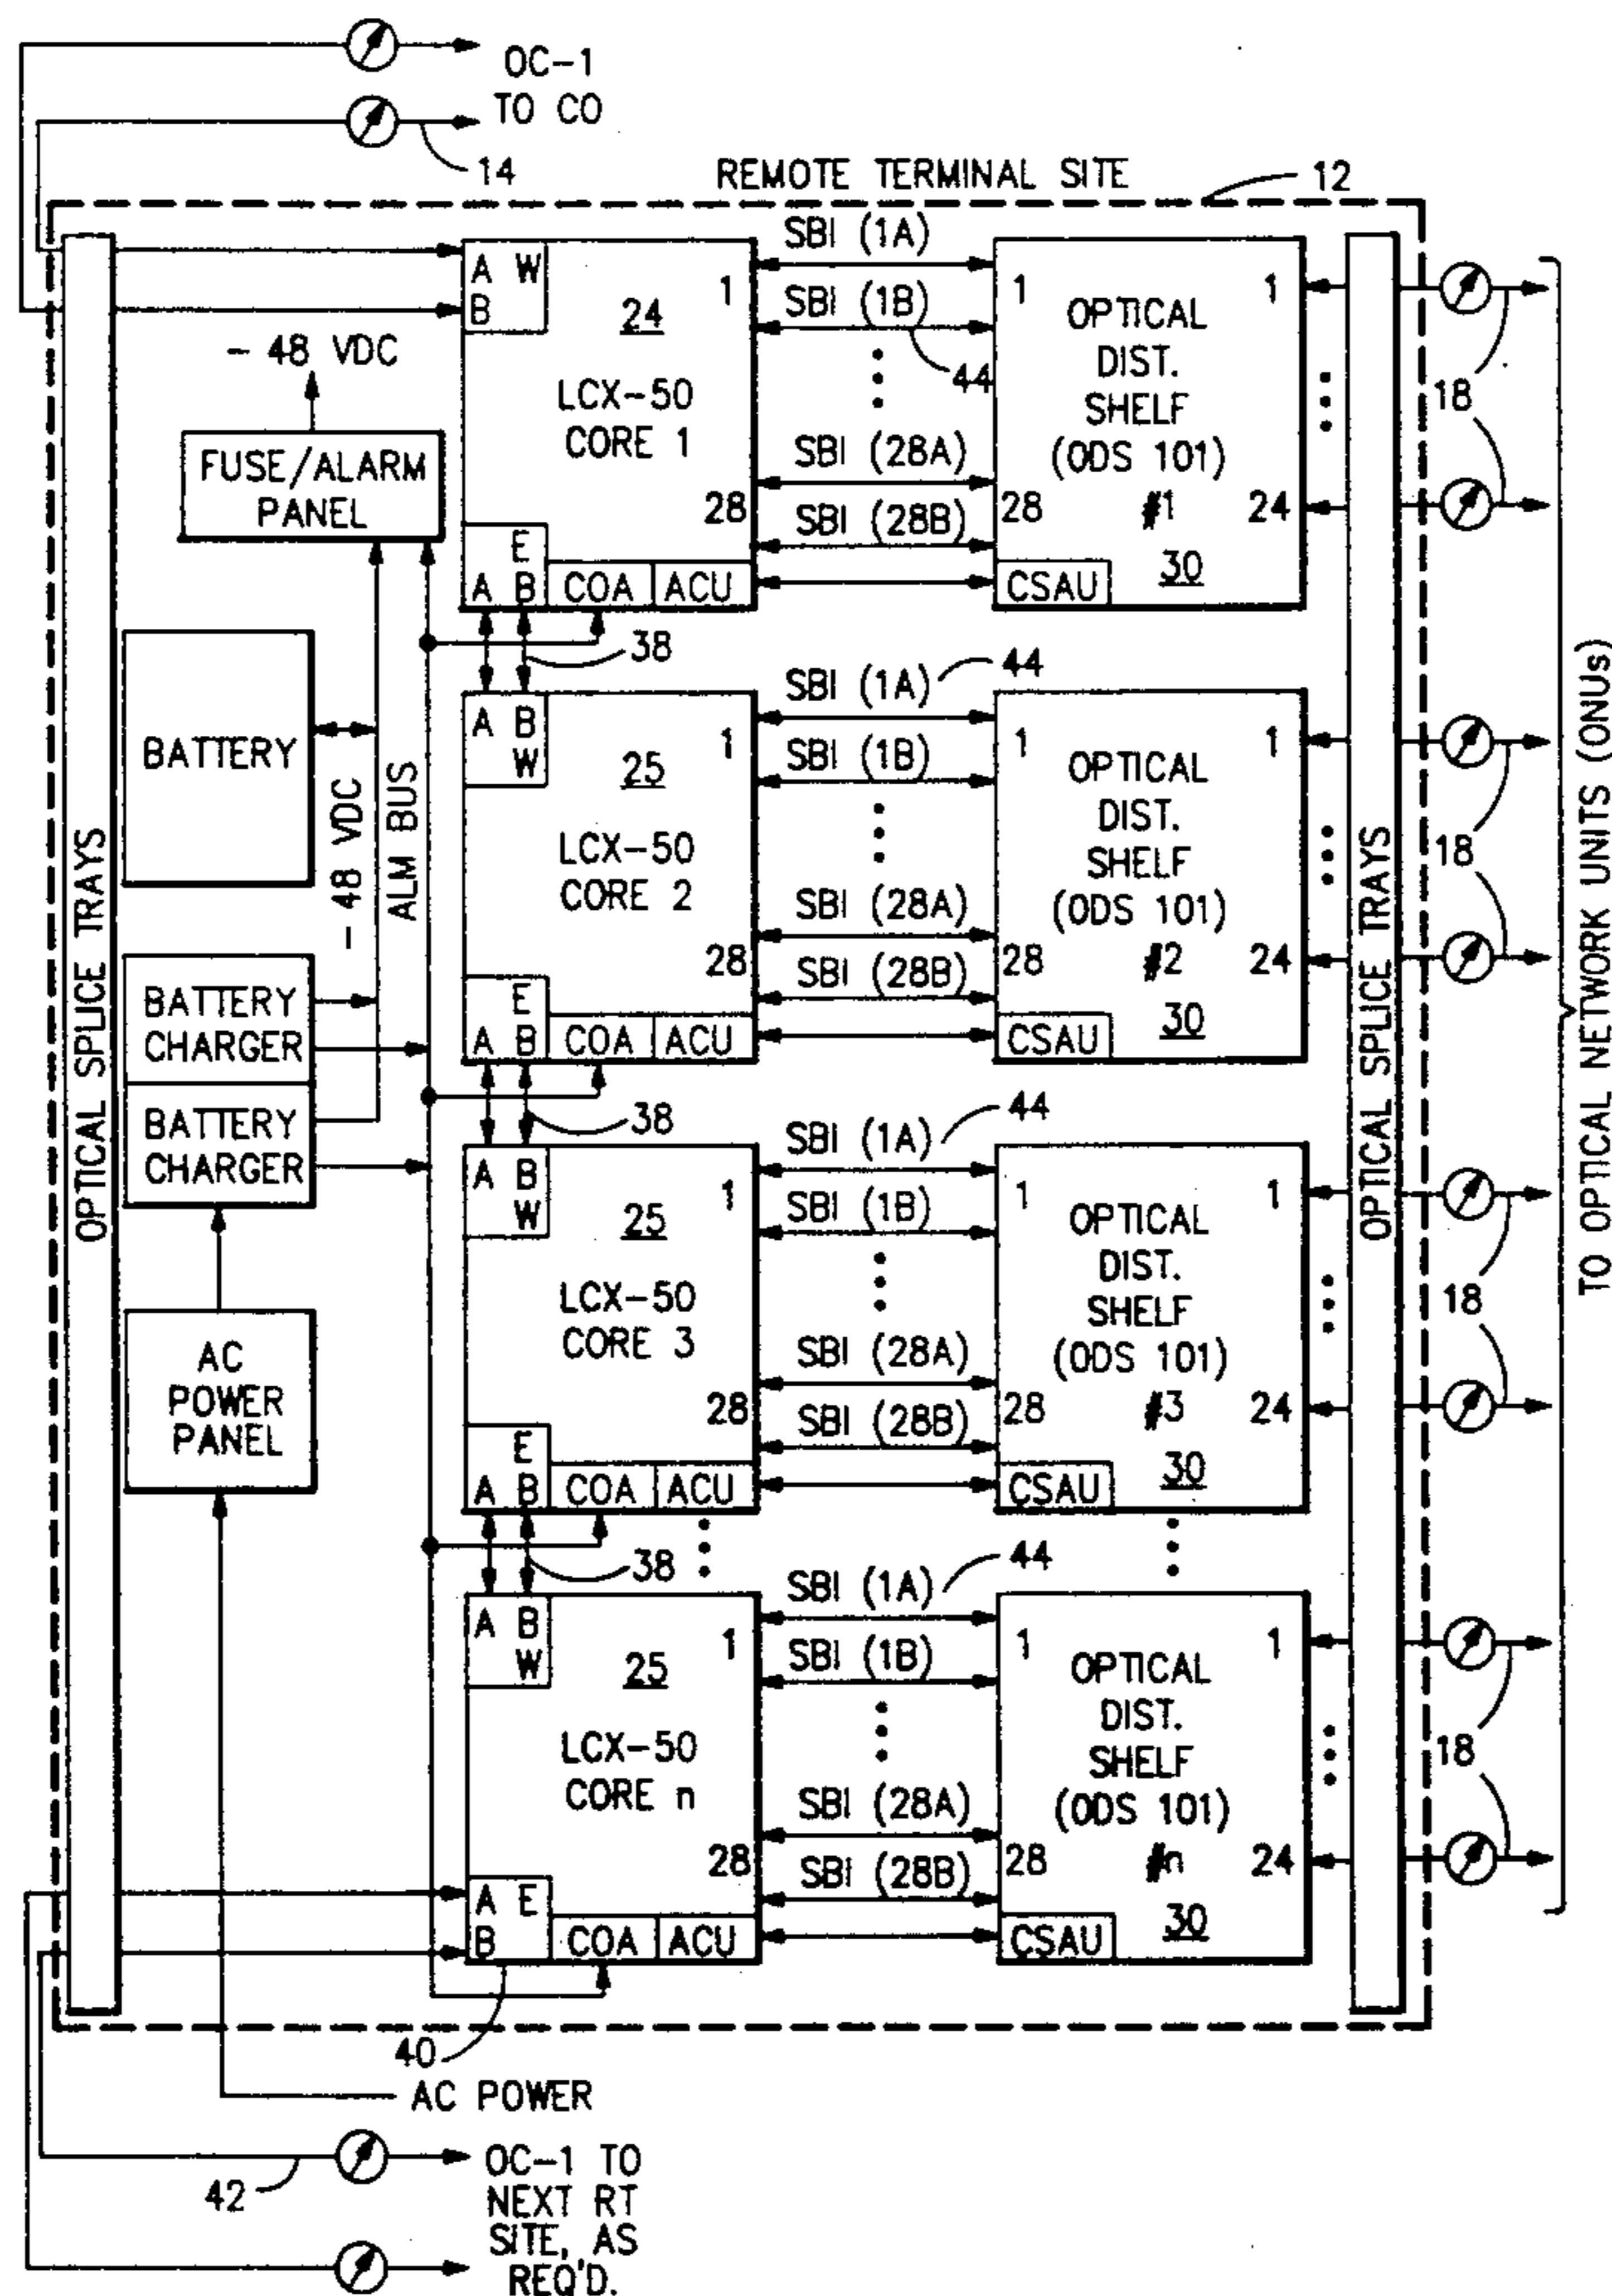 OC-1
TO CO
14
REMOTE TERMINAL SITE
12
OPTICAL SPLICE TRAYS
- 48 VDC
FUSE/ALARM
PANEL
BATTERY
- 48 VDC
ALM BUS
BATTERY
CHARGER
BATTERY
CHARGER
AC
POWER
PANEL
A W
B
24
1
LCX-50
CORE 1
28
E
A B
COA
ACU
SBI (1A)
SBI (1B)
44
SBI (28A)
SBI (28B)
1
1
OPTICAL
DIST.
SHELF
(ODS 101)
#1
28
24
30
CSAU
18
18
38
A B
W
25
1
LCX-50
CORE 2
28
E
A B
COA
ACU
SBI (1A)
44
SBI (1B)
SBI (28A)
SBI (28B)
1
1
OPTICAL
DIST.
SHELF
(ODS 101)
#2
28
24
30
CSAU
18
38
A B
W
25
1
LCX-50
CORE 3
28
E
A B
COA
ACU
SBI (1A)
44
SBI (1B)
SBI (28A)
SBI (28B)
1
1
OPTICAL
DIST.
SHELF
(ODS 101)
#3
28
24
30
CSAU
18
38
A B
W
25
1
LCX-50
CORE n
28
A E
B
COA
ACU
SBI (1A)
44
SBI (1B)
SBI (28A)
SBI (28B)
1
1
OPTICAL
DIST.
SHELF
(ODS 101)
#n
28
24
30
CSAU
18
OPTICAL SPLICE TRAYS
TO OPTICAL NETWORK UNITS (ONUs)
40
AC POWER
42
OC-1 TO
NEXT RT
SITE, AS
REQ'D.